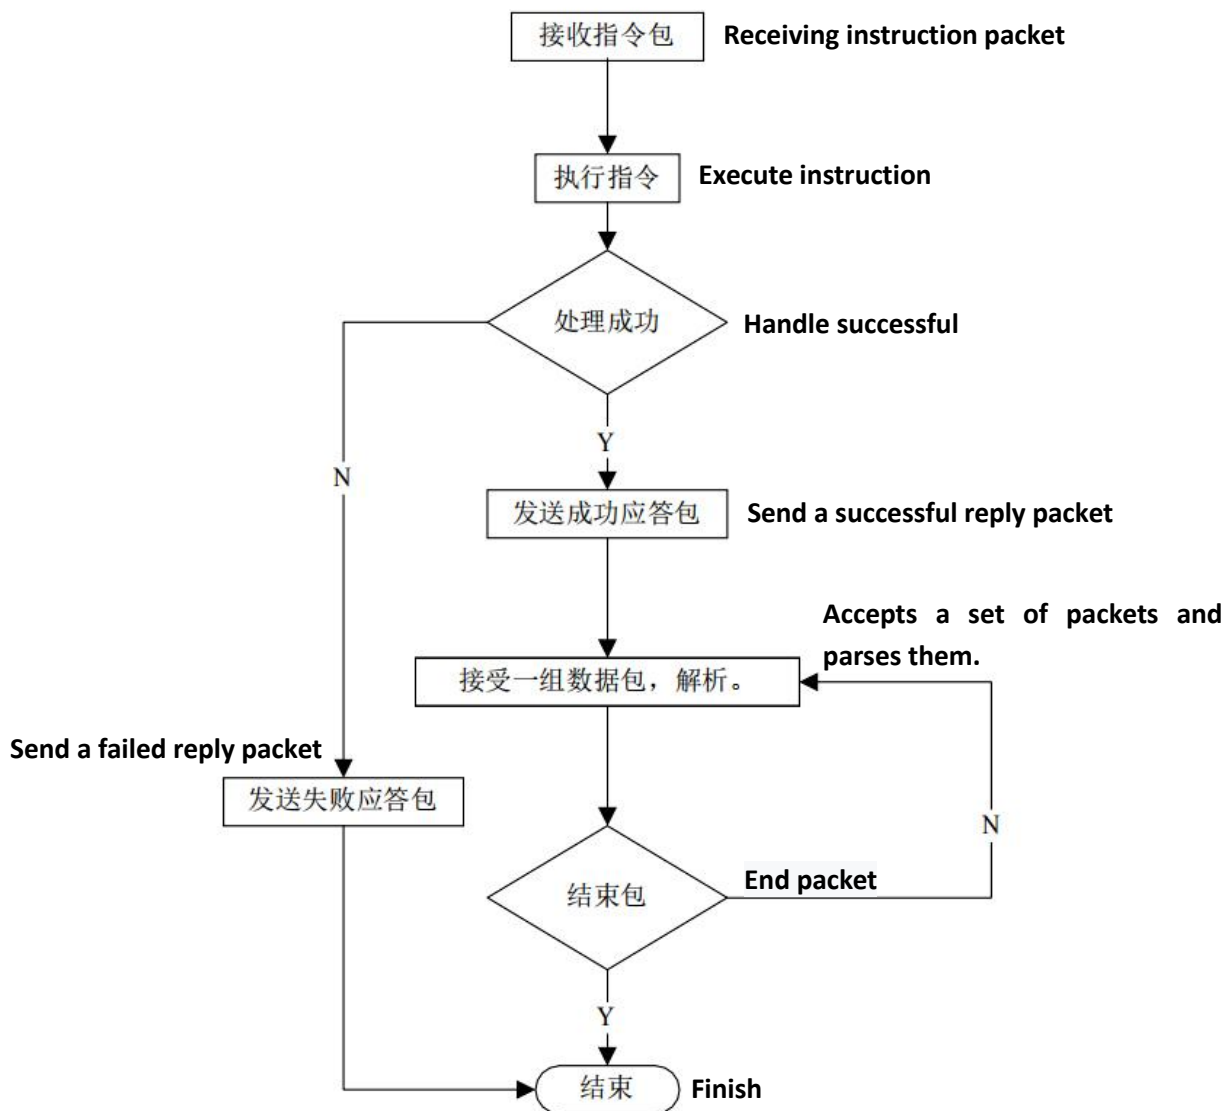 接收指令包
Receiving instruction packet
执行指令
Execute instruction
处理成功
Handle successful
Y
N
发送成功应答包
Send a successful reply packet
Accepts a set of packets and
parses them.
接受一组数据包，解析。
Send a failed reply packet
发送失败应答包
N
结束包
End packet
Y
结束
Finish